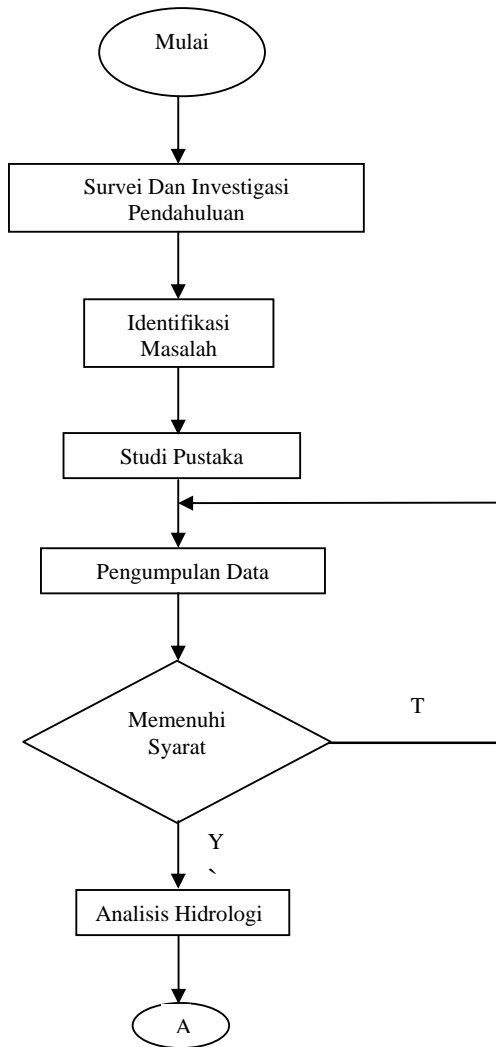 Mulai
Survei Dan Investigasi
Pendahuluan
Identifikasi
Masalah
Studi Pustaka
Pengumpulan Data
Memenuhi
Syarat
T
Y
`
Analisis Hidrologi
A